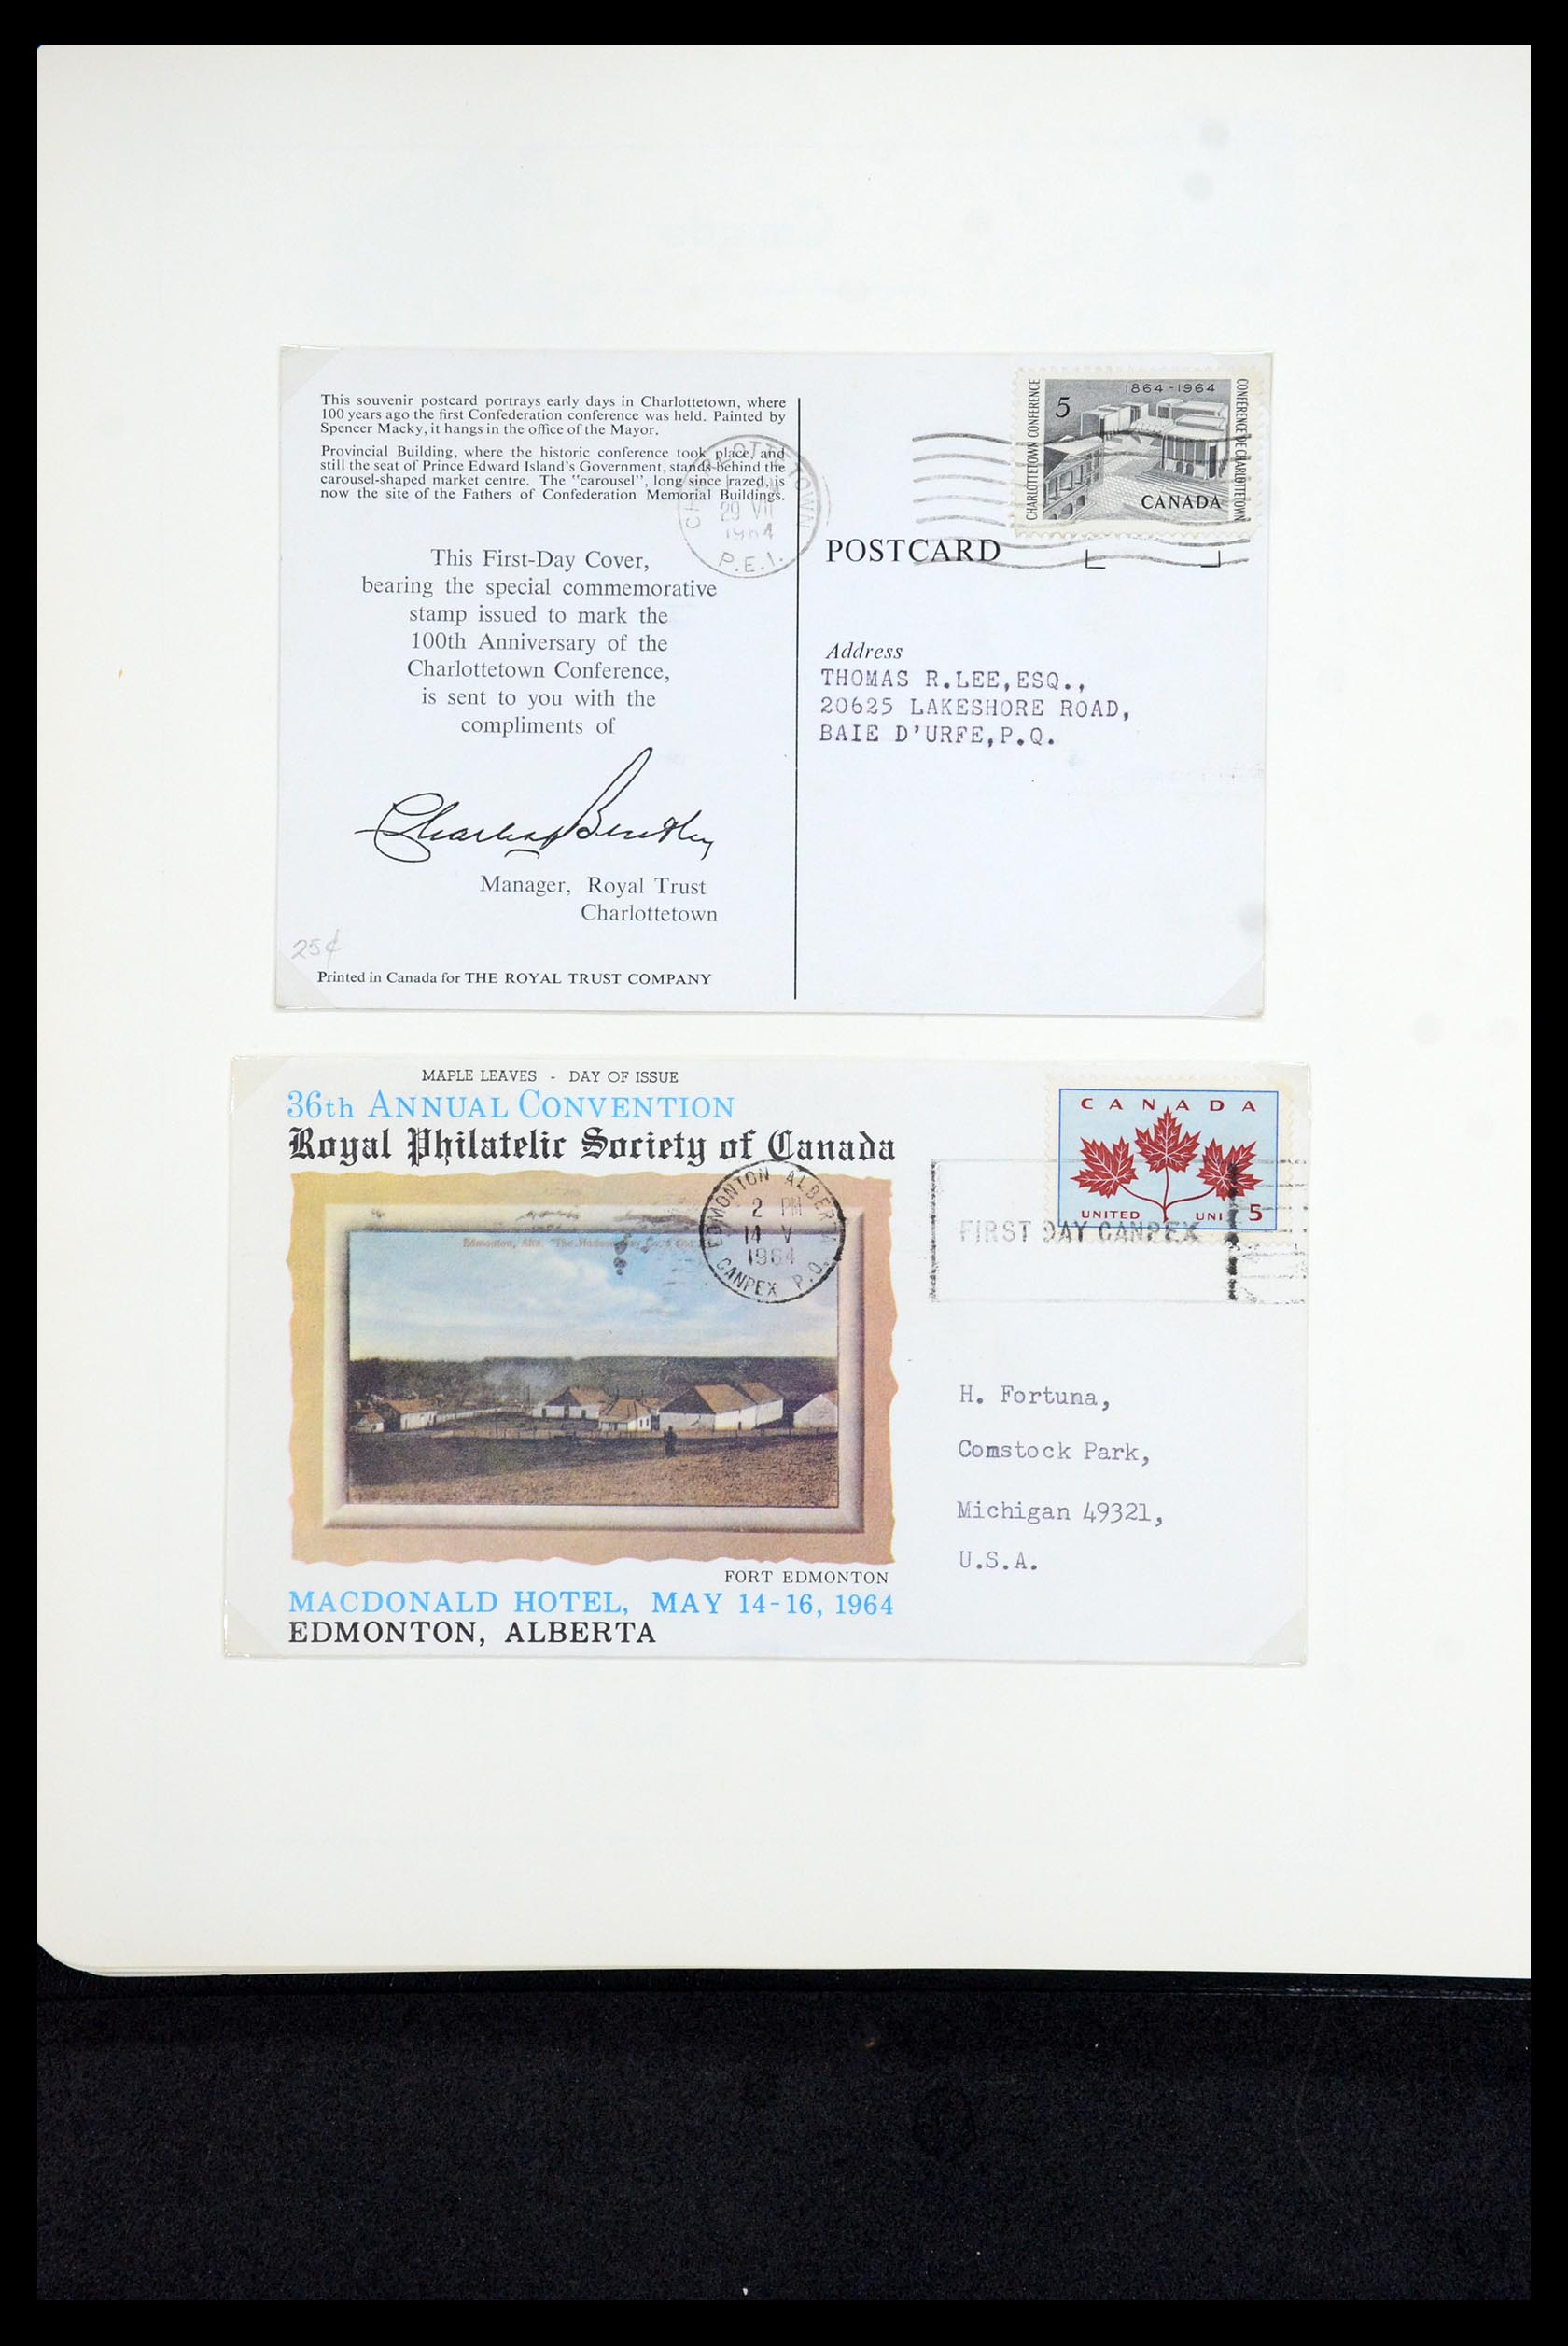 This souvenir postcard portrays early days in Charlottetown, where
100 years ago the first Confederation conference was held. Painted by
Spencer Macky, it hangs in the office of the Mayor.
Provincial Building, where the historic conference took place, and
still the seat of Prince Edward Island's Government, stands behind the
carousel-shaped market centre. The "carousel", long since razed, is
now the site of the Fathers of Confederation Memorial Buildings.
CHARLOTTETOWN
29 VII
1964
P.E.I.
This First-Day Cover,
bearing the special commemorative
stamp issued to mark the
100th Anniversary of the
Charlottetown Conference,
is sent to you with the
compliments of
Charles Bentley
Manager, Royal Trust
Charlottetown
25¢
Printed in Canada for THE ROYAL TRUST COMPANY
1864-1964
5
CHARLOTTETOWN CONFERENCE
CONFÉRENCE DE CHARLOTTETOWN
CANADA
POSTCARD
Address
THOMAS R.LEE,ESQ.,
20625 LAKESHORE ROAD,
BAIE D'URFE,P.Q.
MAPLE LEAVES - DAY OF ISSUE
36th ANNUAL CONVENTION
Royal Philatelic Society of Canada
EDMONTON ALBERTA
2 PM
14 V
1964
CANPEX P.O.
Edmonton, Alta. "The Hudson
FORT EDMONTON
MACDONALD HOTEL, MAY 14-16, 1964
EDMONTON, ALBERTA
CANADA
UNITED UNI 5
FIRST DAY CANPEX
H. Fortuna,
Comstock Park,
Michigan 49321,
U.S.A.